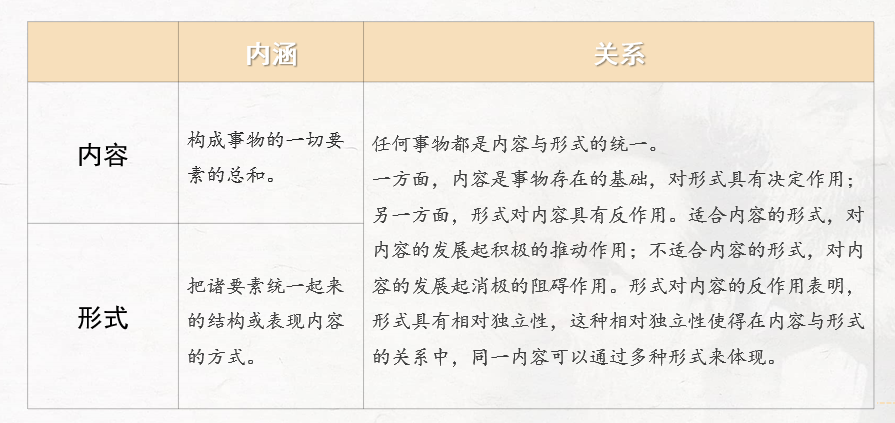 内涵
关系
内容
构成事物的一切要
素的总和。
任何事物都是内容与形式的统一。
一方面，内容是事物存在的基础，对形式具有决定作用；
另一方面，形式对内容具有反作用。适合内容的形式，对
内容的发展起积极的推动作用；不适合内容的形式，对内
容的发展起消极的阻碍作用。形式对内容的反作用表明，
形式具有相对独立性，这种相对独立性使得在内容与形式
的关系中，同一内容可以通过多种形式来体现。
形式
把诸要素统一起来
的结构或表现内容
的方式。